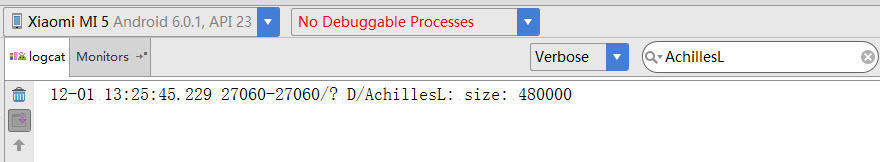 Xiaomi MI 5 Android 6.0.1, API 23
No Debuggable Processes
logcat
Monitors
Verbose
AchillesL
12-01 13:25:45.229 27060-27060/? D/AchillesL: size: 480000